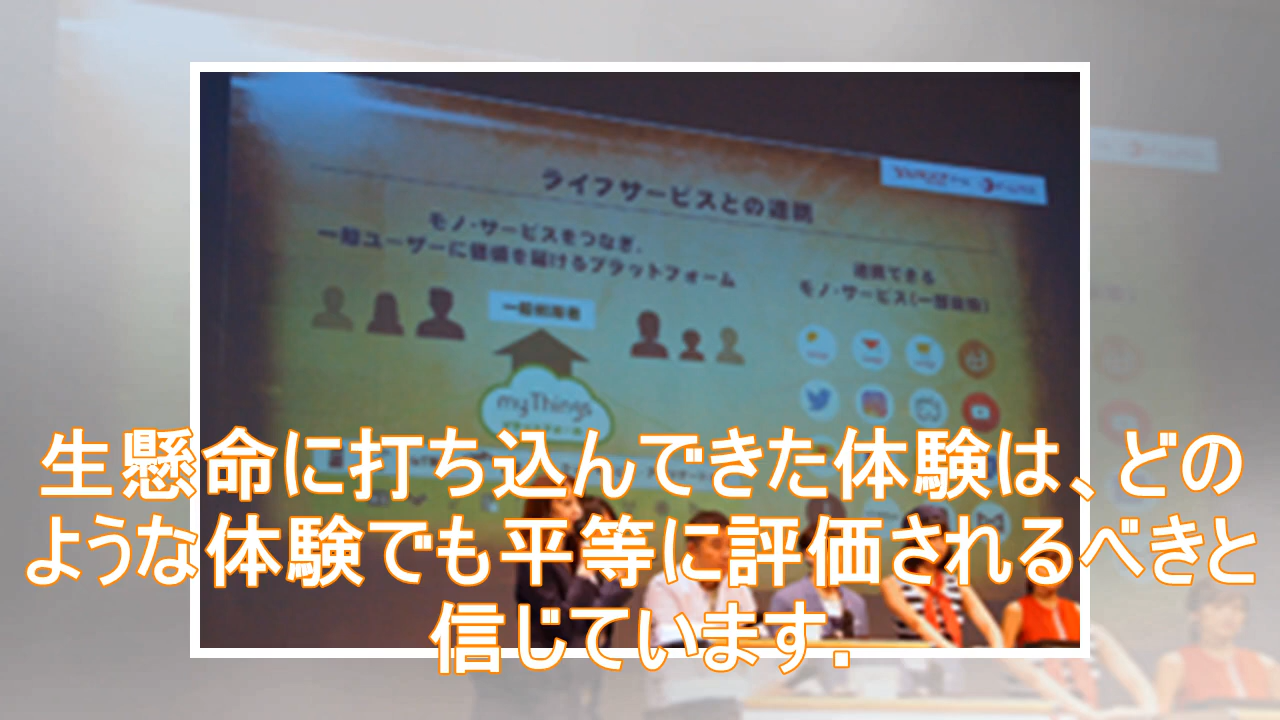 ライフサービスとの連携
モノ・サービスをつなぎ、
一般ユーザーに価値を届けるプラットフォーム
連携できる
モノ・サービス(一部抜粋)
myThings
生懸命に打ち込んできた体験は、どの
ような体験でも平等に評価されるべきと
信じています.